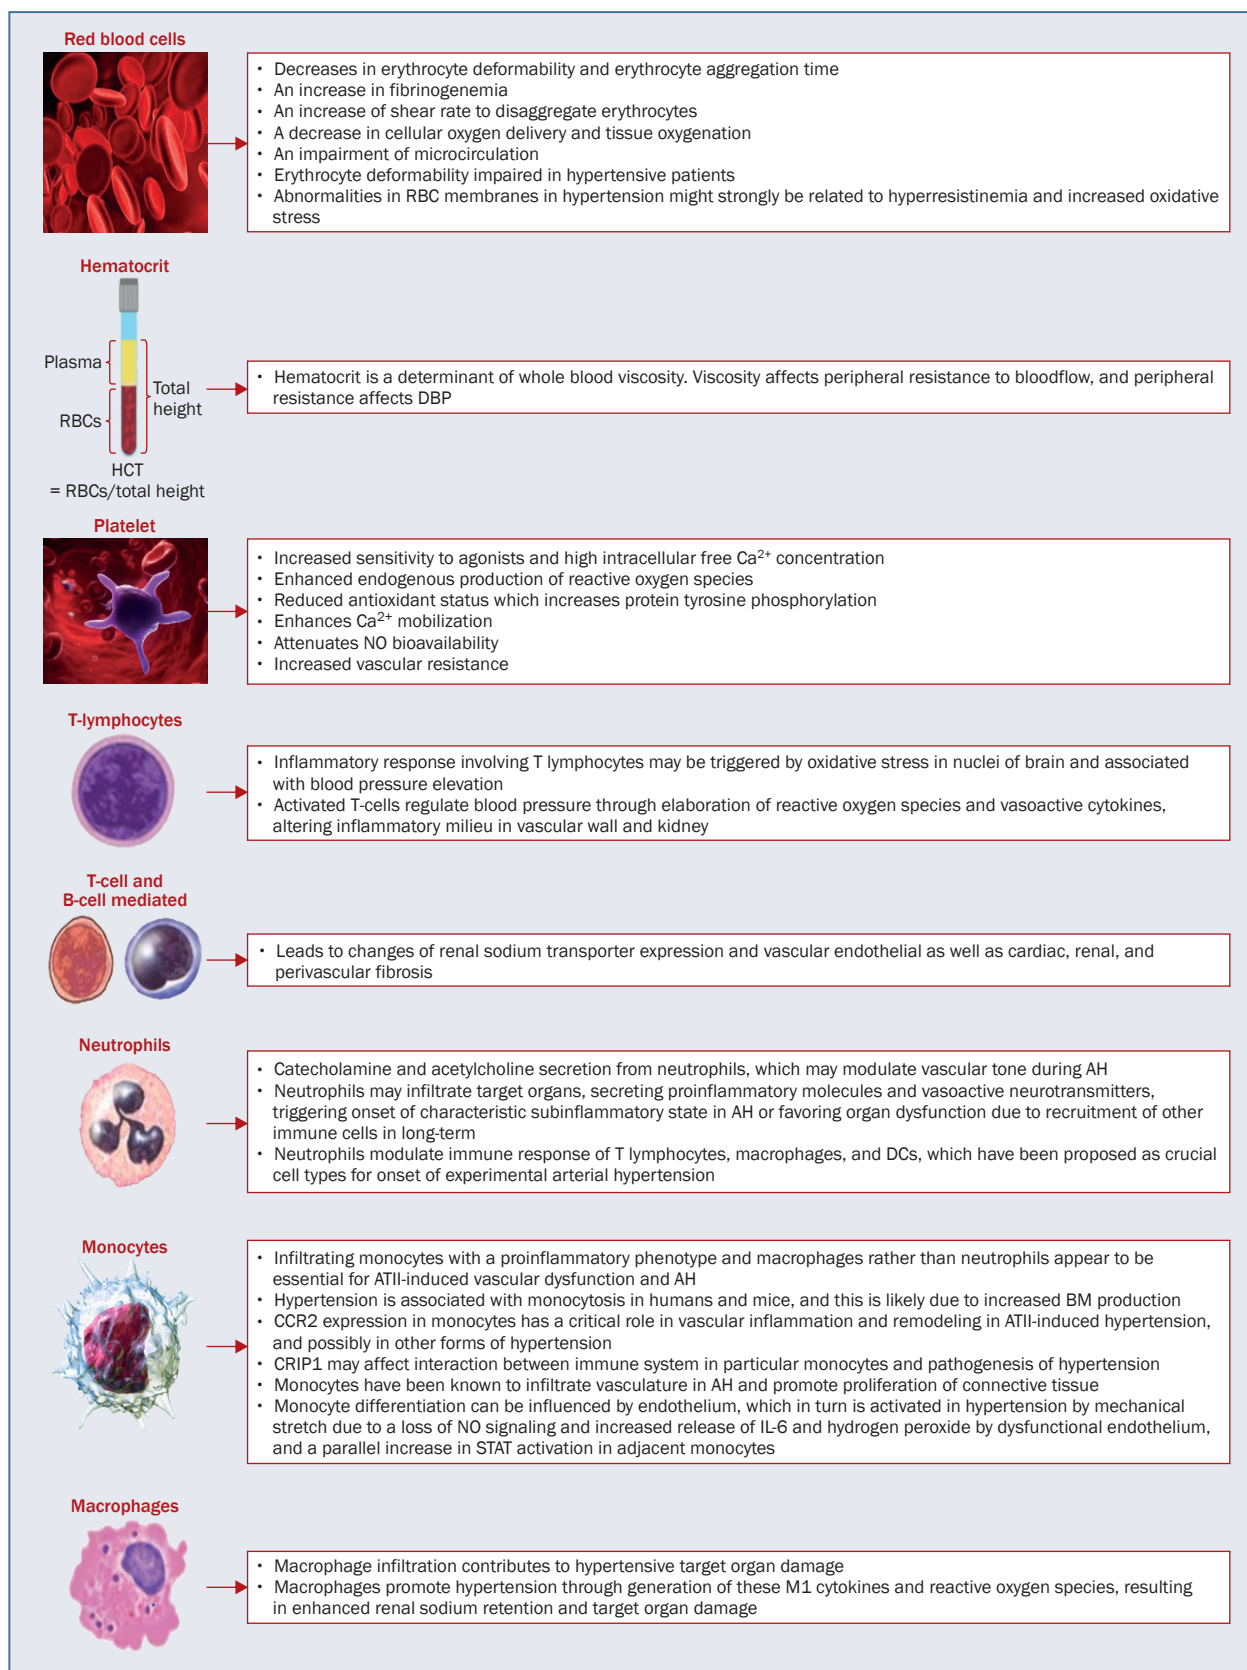 Red blood cells
• Decreases in erythrocyte deformability and erythrocyte aggregation time
• An increase in fibrinogenemia
• An increase of shear rate to disaggregate erythrocytes
• A decrease in cellular oxygen delivery and tissue oxygenation
• An impairment of microcirculation
• Erythrocyte deformability impaired in hypertensive patients
• Abnormalities in RBC membranes in hypertension might strongly be related to hyperresistinemia and increased oxidative
stress
Hematocrit
Plasma
RBCs
Total
height
HCT
= RBCs/total height
• Hematocrit is a determinant of whole blood viscosity. Viscosity affects peripheral resistance to bloodflow, and peripheral
resistance affects DBP
Platelet
• Increased sensitivity to agonists and high intracellular free Ca²⁺ concentration
• Enhanced endogenous production of reactive oxygen species
• Reduced antioxidant status which increases protein tyrosine phosphorylation
• Enhances Ca²⁺ mobilization
• Attenuates NO bioavailability
• Increased vascular resistance
T-lymphocytes
• Inflammatory response involving T lymphocytes may be triggered by oxidative stress in nuclei of brain and associated
with blood pressure elevation
• Activated T-cells regulate blood pressure through elaboration of reactive oxygen species and vasoactive cytokines,
altering inflammatory milieu in vascular wall and kidney
T-cell and
B-cell mediated
• Leads to changes of renal sodium transporter expression and vascular endothelial as well as cardiac, renal, and
perivascular fibrosis
Neutrophils
• Catecholamine and acetylcholine secretion from neutrophils, which may modulate vascular tone during AH
• Neutrophils may infiltrate target organs, secreting proinflammatory molecules and vasoactive neurotransmitters,
triggering onset of characteristic subinflammatory state in AH or favoring organ dysfunction due to recruitment of other
immune cells in long-term
• Neutrophils modulate immune response of T lymphocytes, macrophages, and DCs, which have been proposed as crucial
cell types for onset of experimental arterial hypertension
Monocytes
• Infiltrating monocytes with a proinflammatory phenotype and macrophages rather than neutrophils appear to be
essential for ATII-induced vascular dysfunction and AH
• Hypertension is associated with monocytosis in humans and mice, and this is likely due to increased BM production
• CCR2 expression in monocytes has a critical role in vascular inflammation and remodeling in ATII-induced hypertension,
and possibly in other forms of hypertension
• CRIP1 may affect interaction between immune system in particular monocytes and pathogenesis of hypertension
• Monocytes have been known to infiltrate vasculature in AH and promote proliferation of connective tissue
• Monocyte differentiation can be influenced by endothelium, which in turn is activated in hypertension by mechanical
stretch due to a loss of NO signaling and increased release of IL-6 and hydrogen peroxide by dysfunctional endothelium,
and a parallel increase in STAT activation in adjacent monocytes
Macrophages
• Macrophage infiltration contributes to hypertensive target organ damage
• Macrophages promote hypertension through generation of these M1 cytokines and reactive oxygen species, resulting
in enhanced renal sodium retention and target organ damage